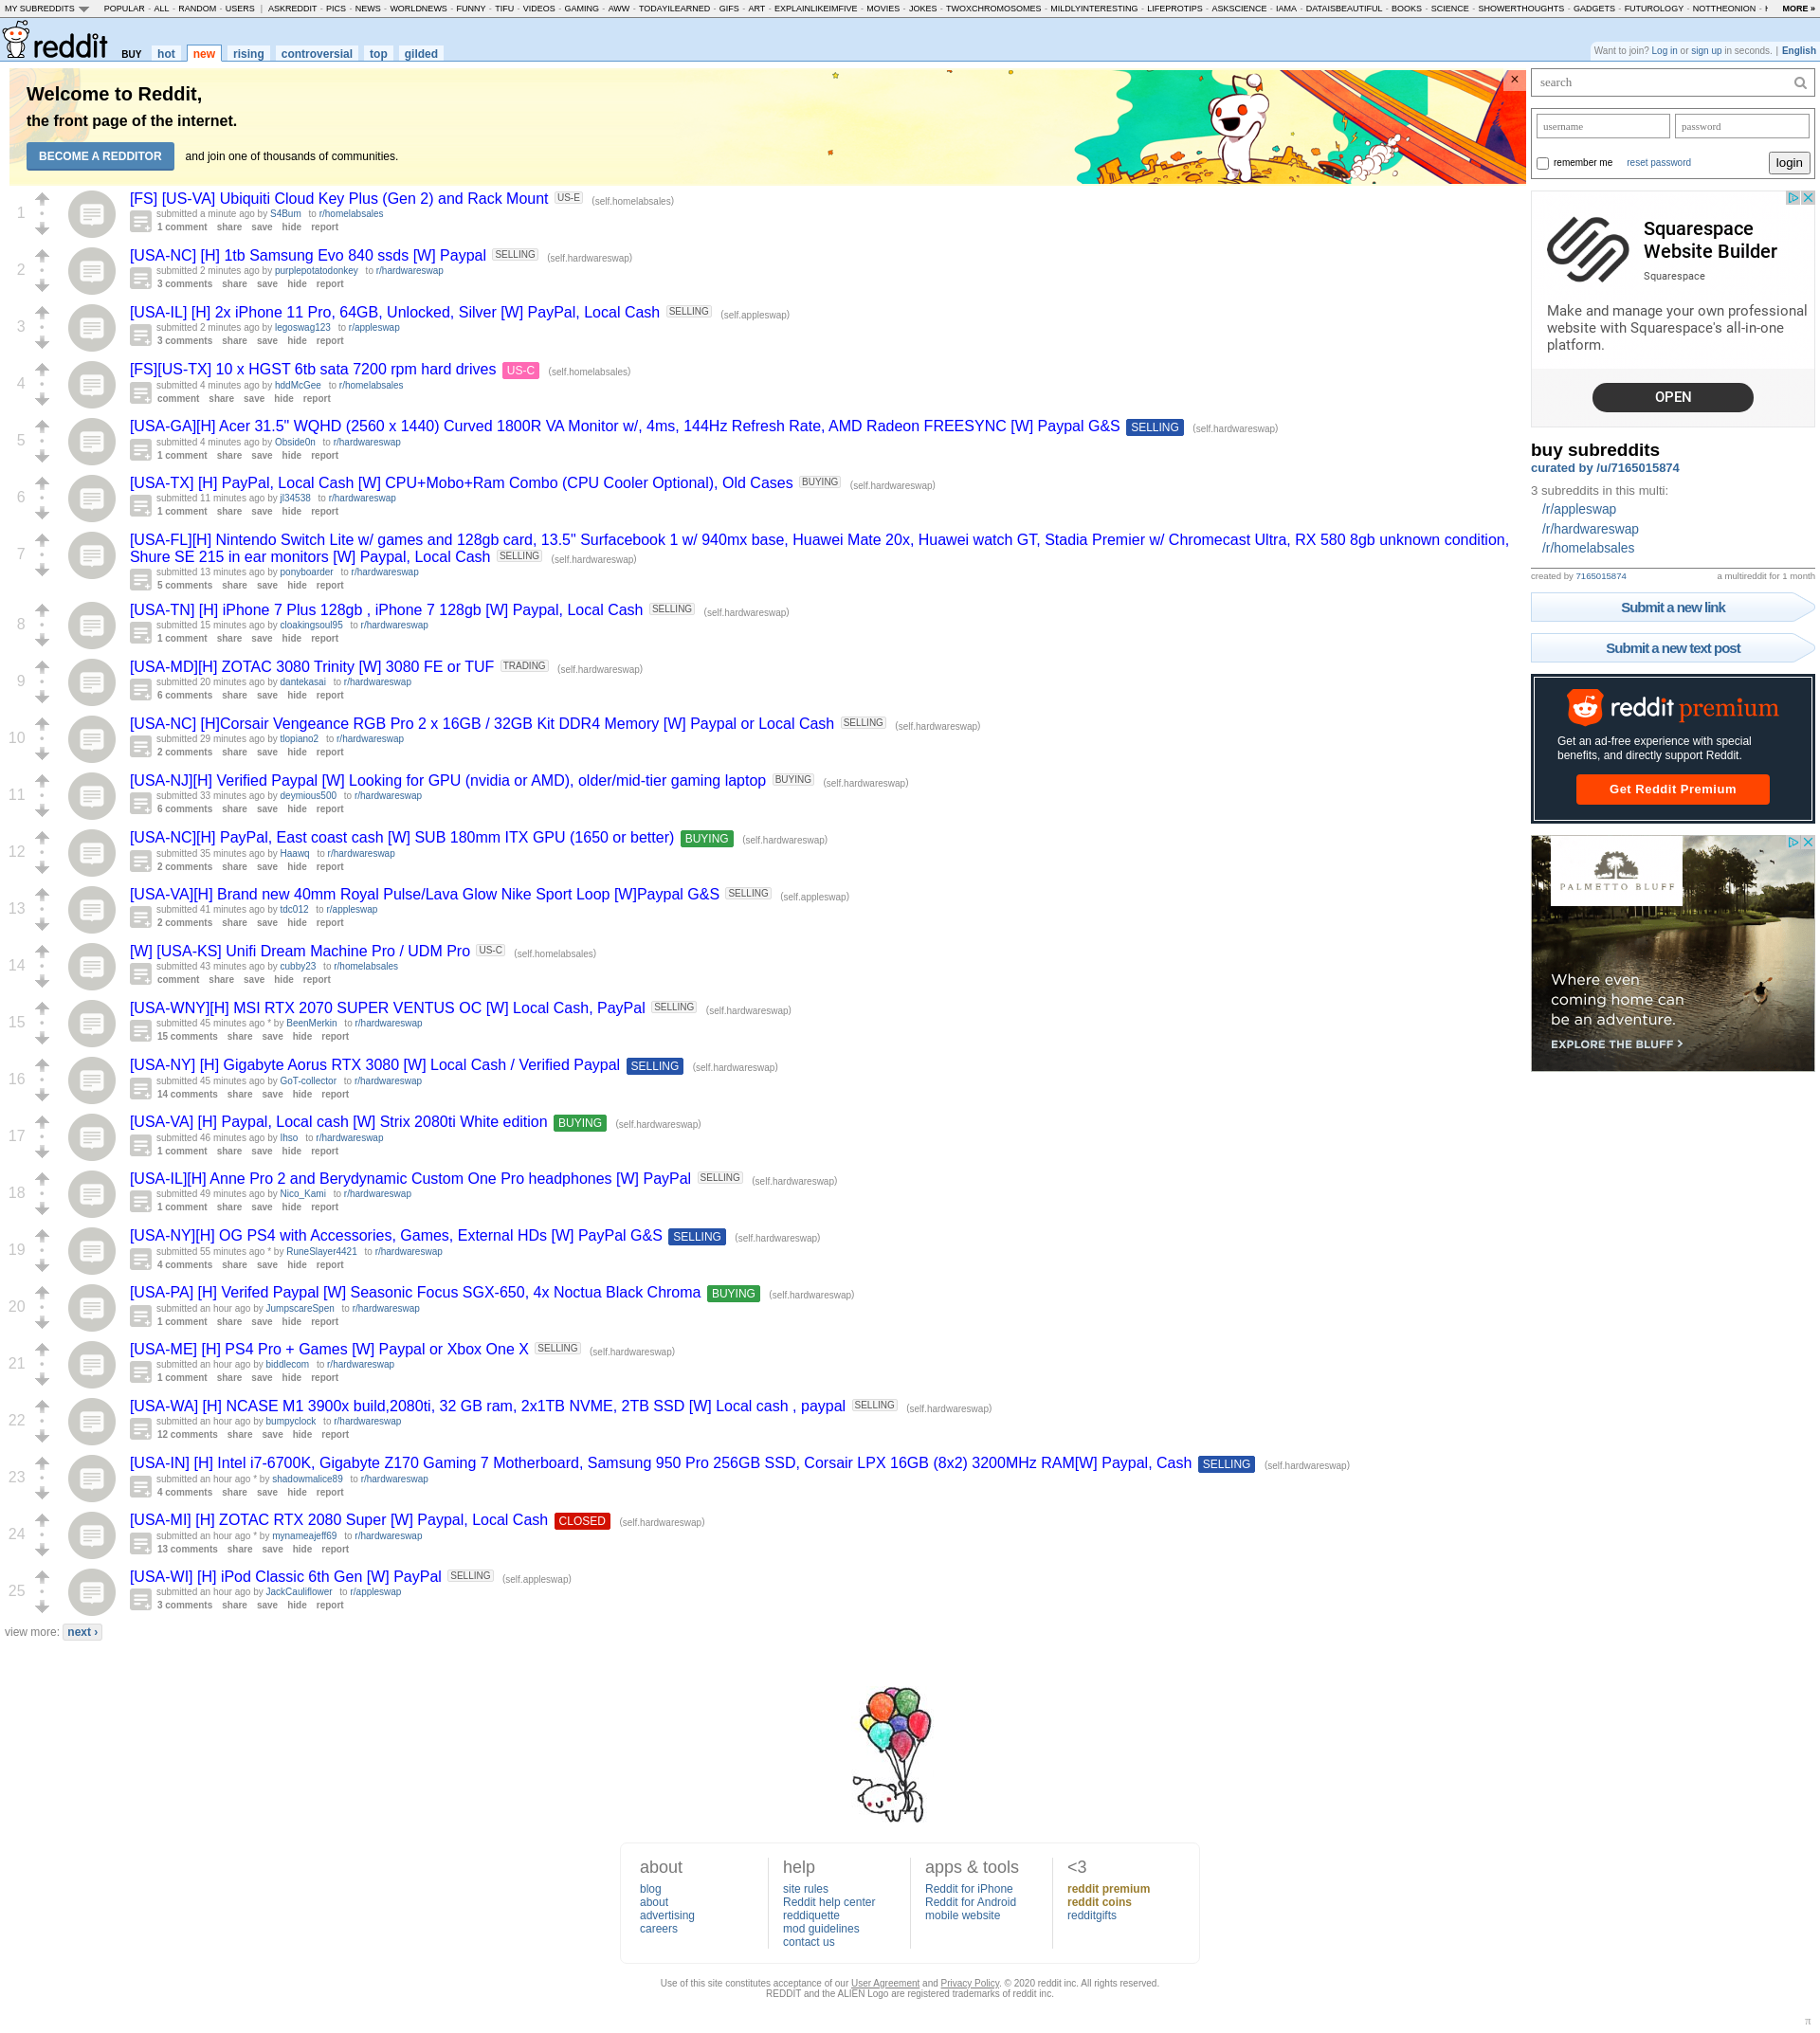 MY SUBREDDITS POPULAR - ALL - RANDOM - USERS | ASKREDDIT - PICS - NEWS - WORLDNEWS - FUNNY - TIFU - VIDEOS - GAMING - AWW - TODAYILEARNED - GIFS - ART - EXPLAINLIKEIMFIVE - MOVIES - JOKES - TWOXCHROMOSOMES - MILDLYINTERESTING - LIFEPROTIPS - ASKSCIENCE - IAMA - DATAISBEAUTIFUL - BOOKS - SCIENCE - SHOWERTHOUGHTS - GADGETS - FUTUROLOGY - NOTTHEONION - MORE »
reddit BUY hot new rising controversial top gilded
Want to join? Log in or sign up in seconds. | English
Welcome to Reddit,
the front page of the internet.
BECOME A REDDITOR and join one of thousands of communities.
×
1
[FS] [US-VA] Ubiquiti Cloud Key Plus (Gen 2) and Rack Mount US-E (self.homelabsales)
submitted a minute ago by S4Bum to r/homelabsales
1 comment share save hide report
2
[USA-NC] [H] 1tb Samsung Evo 840 ssds [W] Paypal SELLING (self.hardwareswap)
submitted 2 minutes ago by purplepotatodonkey to r/hardwareswap
3 comments share save hide report
3
[USA-IL] [H] 2x iPhone 11 Pro, 64GB, Unlocked, Silver [W] PayPal, Local Cash SELLING (self.appleswap)
submitted 2 minutes ago by legoswag123 to r/appleswap
3 comments share save hide report
4
[FS][US-TX] 10 x HGST 6tb sata 7200 rpm hard drives US-C (self.homelabsales)
submitted 4 minutes ago by hddMcGee to r/homelabsales
comment share save hide report
5
[USA-GA][H] Acer 31.5" WQHD (2560 x 1440) Curved 1800R VA Monitor w/, 4ms, 144Hz Refresh Rate, AMD Radeon FREESYNC [W] Paypal G&S SELLING (self.hardwareswap)
submitted 4 minutes ago by Obside0n to r/hardwareswap
1 comment share save hide report
6
[USA-TX] [H] PayPal, Local Cash [W] CPU+Mobo+Ram Combo (CPU Cooler Optional), Old Cases BUYING (self.hardwareswap)
submitted 11 minutes ago by jl34538 to r/hardwareswap
1 comment share save hide report
7
[USA-FL][H] Nintendo Switch Lite w/ games and 128gb card, 13.5" Surfacebook 1 w/ 940mx base, Huawei Mate 20x, Huawei watch GT, Stadia Premier w/ Chromecast Ultra, RX 580 8gb unknown condition,
Shure SE 215 in ear monitors [W] Paypal, Local Cash SELLING (self.hardwareswap)
submitted 13 minutes ago by ponyboarder to r/hardwareswap
5 comments share save hide report
8
[USA-TN] [H] iPhone 7 Plus 128gb , iPhone 7 128gb [W] Paypal, Local Cash SELLING (self.hardwareswap)
submitted 15 minutes ago by cloakingsoul95 to r/hardwareswap
1 comment share save hide report
9
[USA-MD][H] ZOTAC 3080 Trinity [W] 3080 FE or TUF TRADING (self.hardwareswap)
submitted 20 minutes ago by dantekasai to r/hardwareswap
6 comments share save hide report
10
[USA-NC] [H]Corsair Vengeance RGB Pro 2 x 16GB / 32GB Kit DDR4 Memory [W] Paypal or Local Cash SELLING (self.hardwareswap)
submitted 29 minutes ago by tlopiano2 to r/hardwareswap
2 comments share save hide report
11
[USA-NJ][H] Verified Paypal [W] Looking for GPU (nvidia or AMD), older/mid-tier gaming laptop BUYING (self.hardwareswap)
submitted 33 minutes ago by deymious500 to r/hardwareswap
6 comments share save hide report
12
[USA-NC][H] PayPal, East coast cash [W] SUB 180mm ITX GPU (1650 or better) BUYING (self.hardwareswap)
submitted 35 minutes ago by Haawq to r/hardwareswap
2 comments share save hide report
13
[USA-VA][H] Brand new 40mm Royal Pulse/Lava Glow Nike Sport Loop [W]Paypal G&S SELLING (self.appleswap)
submitted 41 minutes ago by tdc012 to r/appleswap
2 comments share save hide report
14
[W] [USA-KS] Unifi Dream Machine Pro / UDM Pro US-C (self.homelabsales)
submitted 43 minutes ago by cubby23 to r/homelabsales
comment share save hide report
15
[USA-WNY][H] MSI RTX 2070 SUPER VENTUS OC [W] Local Cash, PayPal SELLING (self.hardwareswap)
submitted 45 minutes ago * by BeenMerkin to r/hardwareswap
15 comments share save hide report
16
[USA-NY] [H] Gigabyte Aorus RTX 3080 [W] Local Cash / Verified Paypal SELLING (self.hardwareswap)
submitted 45 minutes ago by GoT-collector to r/hardwareswap
14 comments share save hide report
17
[USA-VA] [H] Paypal, Local cash [W] Strix 2080ti White edition BUYING (self.hardwareswap)
submitted 46 minutes ago by Ihso to r/hardwareswap
1 comment share save hide report
18
[USA-IL][H] Anne Pro 2 and Berydynamic Custom One Pro headphones [W] PayPal SELLING (self.hardwareswap)
submitted 49 minutes ago by Nico_Kami to r/hardwareswap
1 comment share save hide report
19
[USA-NY][H] OG PS4 with Accessories, Games, External HDs [W] PayPal G&S SELLING (self.hardwareswap)
submitted 55 minutes ago * by RuneSlayer4421 to r/hardwareswap
4 comments share save hide report
20
[USA-PA] [H] Verifed Paypal [W] Seasonic Focus SGX-650, 4x Noctua Black Chroma BUYING (self.hardwareswap)
submitted an hour ago by JumpscareSpen to r/hardwareswap
1 comment share save hide report
21
[USA-ME] [H] PS4 Pro + Games [W] Paypal or Xbox One X SELLING (self.hardwareswap)
submitted an hour ago by biddlecom to r/hardwareswap
1 comment share save hide report
22
[USA-WA] [H] NCASE M1 3900x build,2080ti, 32 GB ram, 2x1TB NVME, 2TB SSD [W] Local cash , paypal SELLING (self.hardwareswap)
submitted an hour ago by bumpyclock to r/hardwareswap
12 comments share save hide report
23
[USA-IN] [H] Intel i7-6700K, Gigabyte Z170 Gaming 7 Motherboard, Samsung 950 Pro 256GB SSD, Corsair LPX 16GB (8x2) 3200MHz RAM[W] Paypal, Cash SELLING (self.hardwareswap)
submitted an hour ago * by shadowmalice89 to r/hardwareswap
4 comments share save hide report
24
[USA-MI] [H] ZOTAC RTX 2080 Super [W] Paypal, Local Cash CLOSED (self.hardwareswap)
submitted an hour ago * by mynameajeff69 to r/hardwareswap
13 comments share save hide report
25
[USA-WI] [H] iPod Classic 6th Gen [W] PayPal SELLING (self.appleswap)
submitted an hour ago by JackCauliflower to r/appleswap
3 comments share save hide report
view more: next ›
search
username password
remember me reset password login
Squarespace
Website Builder
Squarespace
Make and manage your own professional
website with Squarespace's all-in-one
platform.
OPEN
buy subreddits
curated by /u/7165015874
3 subreddits in this multi:
/r/appleswap
/r/hardwareswap
/r/homelabsales
created by 7165015874 a multireddit for 1 month
Submit a new link
Submit a new text post
reddit premium
Get an ad-free experience with special
benefits, and directly support Reddit.
Get Reddit Premium
PALMETTO BLUFF
Where even
coming home can
be an adventure.
EXPLORE THE BLUFF >
about
blog
about
advertising
careers
help
site rules
Reddit help center
reddiquette
mod guidelines
contact us
apps & tools
Reddit for iPhone
Reddit for Android
mobile website
<3
reddit premium
reddit coins
redditgifts
Use of this site constitutes acceptance of our User Agreement and Privacy Policy. © 2020 reddit inc. All rights reserved.
REDDIT and the ALIEN Logo are registered trademarks of reddit inc.
π